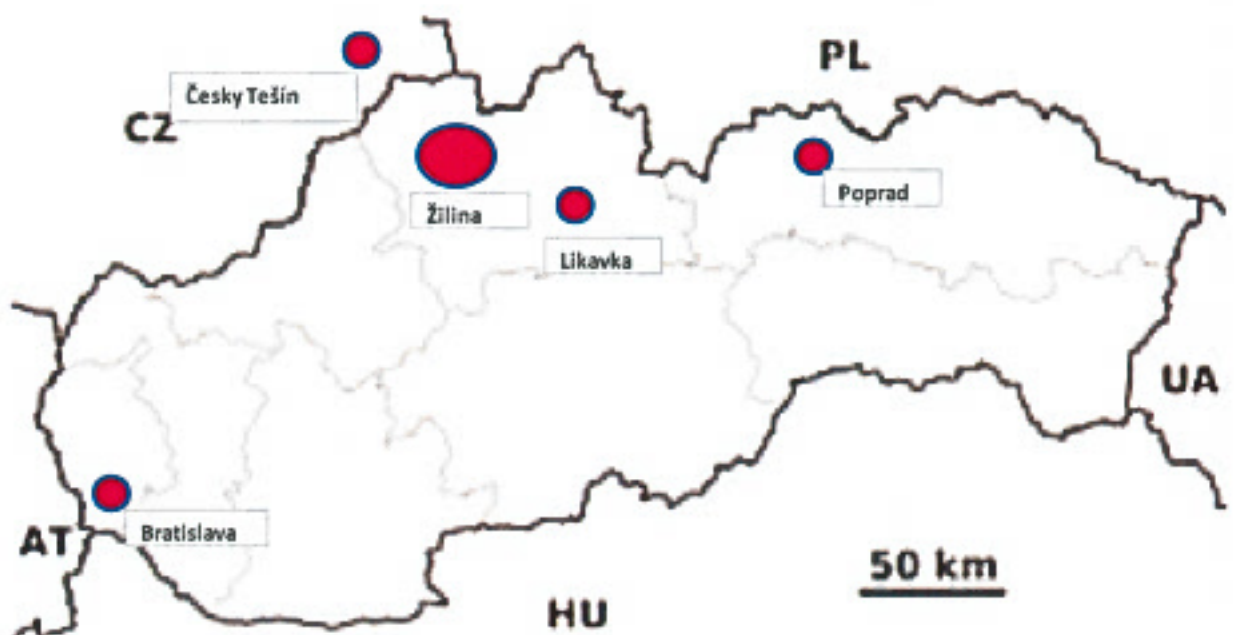 PL
Česky Tešín
CZ
Poprad
Žilina
Likavka
UA
Bratislava
AT
50 km
HU